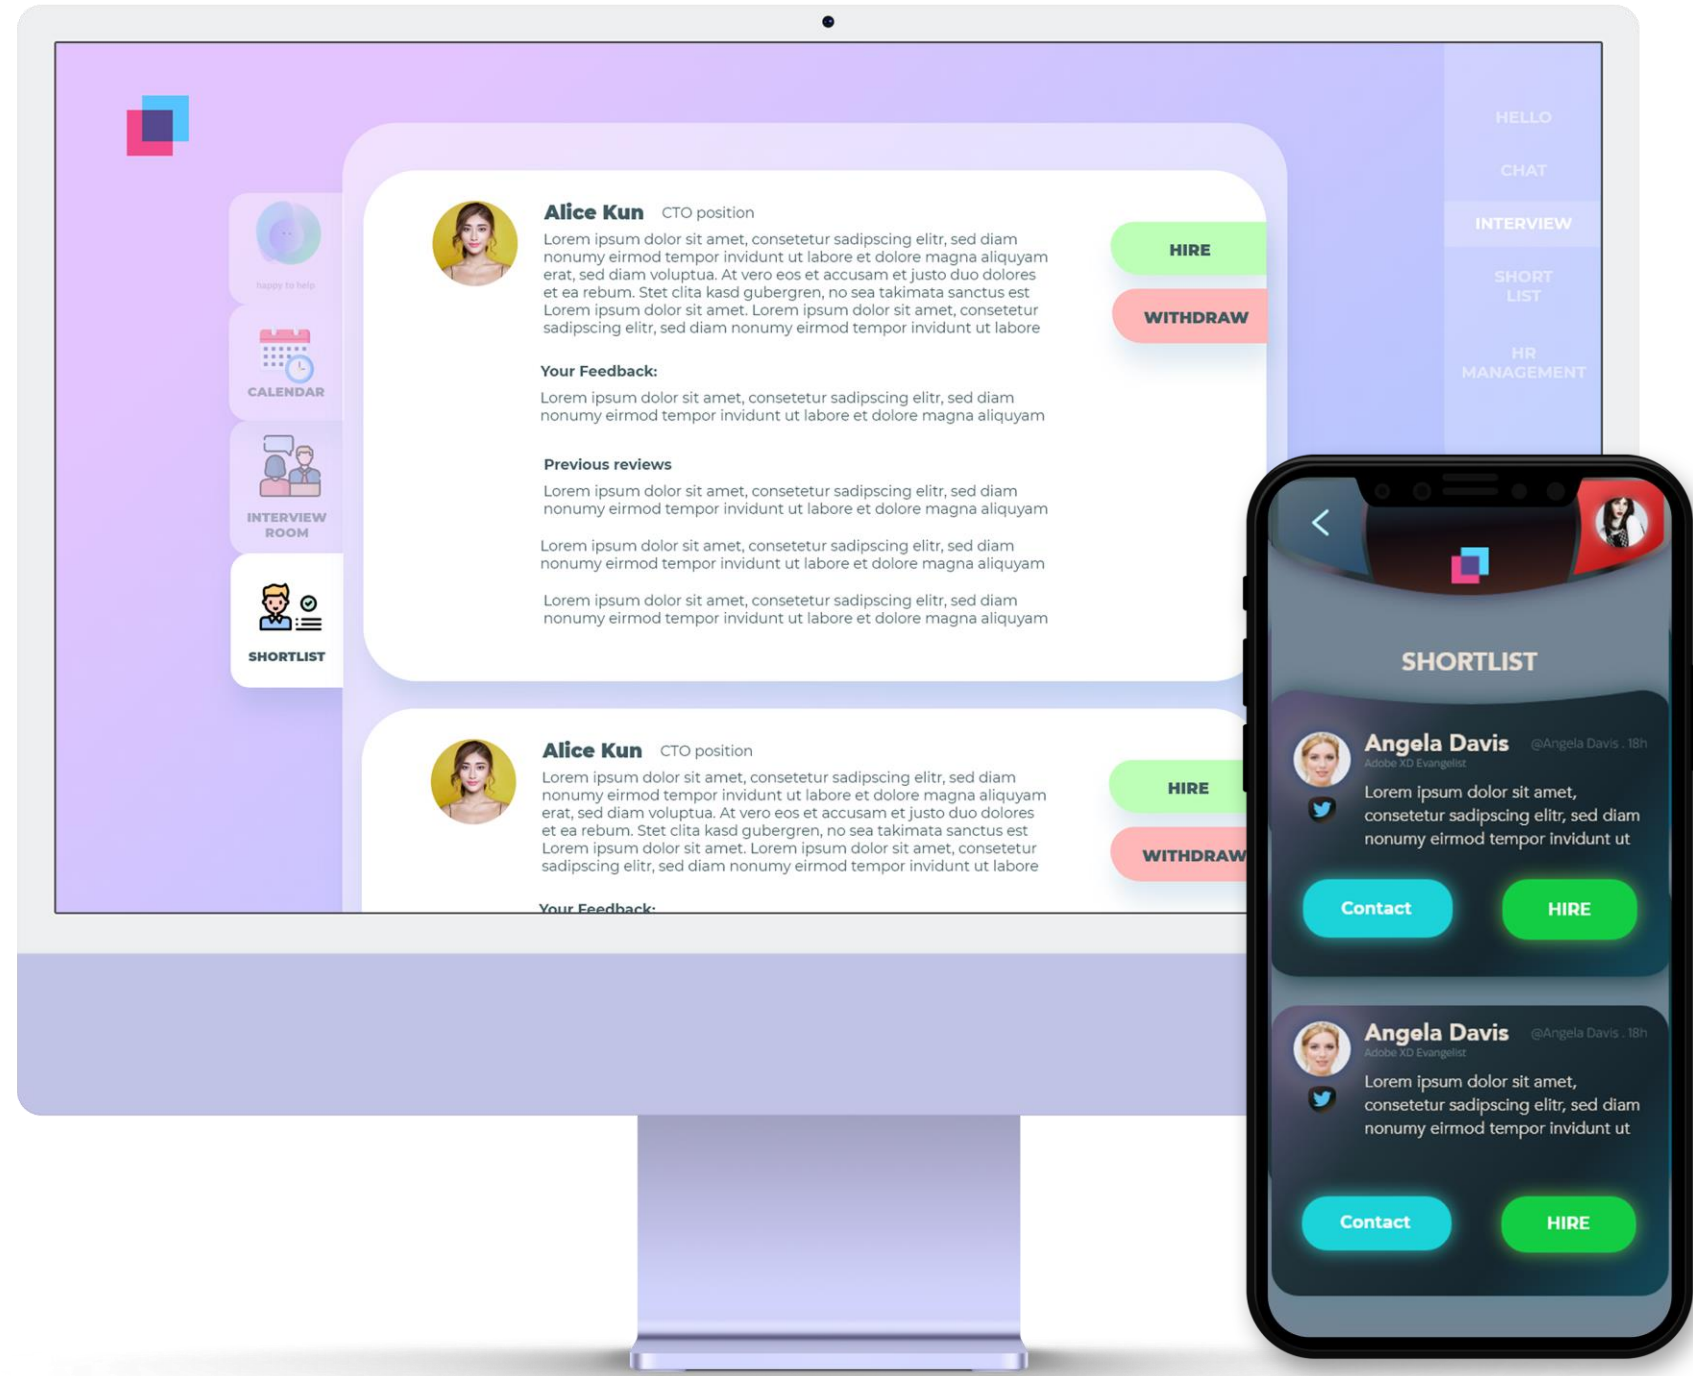 HELLO
CHAT
INTERVIEW
SHORT
LIST
HR
MANAGEMENT
happy to help
CALENDAR
INTERVIEW
ROOM
SHORTLIST
Alice Kun CTO position
Lorem ipsum dolor sit amet, consetetur sadipscing elitr, sed diam
nonumy eirmod tempor invidunt ut labore et dolore magna aliquyam
erat, sed diam voluptua. At vero eos et accusam et justo duo dolores
et ea rebum. Stet clita kasd gubergren, no sea takimata sanctus est
Lorem ipsum dolor sit amet. Lorem ipsum dolor sit amet, consetetur
sadipscing elitr, sed diam nonumy eirmod tempor invidunt ut labore
HIRE
WITHDRAW
Your Feedback:
Lorem ipsum dolor sit amet, consetetur sadipscing elitr, sed diam
nonumy eirmod tempor invidunt ut labore et dolore magna aliquyam
Previous reviews
Lorem ipsum dolor sit amet, consetetur sadipscing elitr, sed diam
nonumy eirmod tempor invidunt ut labore et dolore magna aliquyam
Lorem ipsum dolor sit amet, consetetur sadipscing elitr, sed diam
nonumy eirmod tempor invidunt ut labore et dolore magna aliquyam
Lorem ipsum dolor sit amet, consetetur sadipscing elitr, sed diam
nonumy eirmod tempor invidunt ut labore et dolore magna aliquyam
Alice Kun CTO position
Lorem ipsum dolor sit amet, consetetur sadipscing elitr, sed diam
nonumy eirmod tempor invidunt ut labore et dolore magna aliquyam
erat, sed diam voluptua. At vero eos et accusam et justo duo dolores
et ea rebum. Stet clita kasd gubergren, no sea takimata sanctus est
Lorem ipsum dolor sit amet. Lorem ipsum dolor sit amet, consetetur
sadipscing elitr, sed diam nonumy eirmod tempor invidunt ut labore
HIRE
WITHDRAW
Your Feedback:
SHORTLIST
Angela Davis @Angela Davis . 18h
Adobe XD Evangelist
Lorem ipsum dolor sit amet,
consetetur sadipscing elitr, sed diam
nonumy eirmod tempor invidunt ut
Contact HIRE
Angela Davis @Angela Davis . 18h
Adobe XD Evangelist
Lorem ipsum dolor sit amet,
consetetur sadipscing elitr, sed diam
nonumy eirmod tempor invidunt ut
Contact HIRE